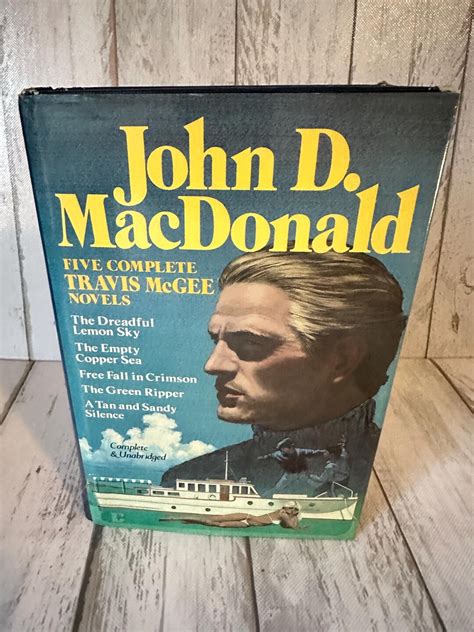 John D.
MacDonald
FIVE COMPLETE
TRAVIS McGEE
NOVELS
The Dreadful
Lemon Sky
The Empty
Copper Sea
Free Fall in Crimson
The Green Ripper
A Tan and Sandy
Silence
Complete
& Unabridged